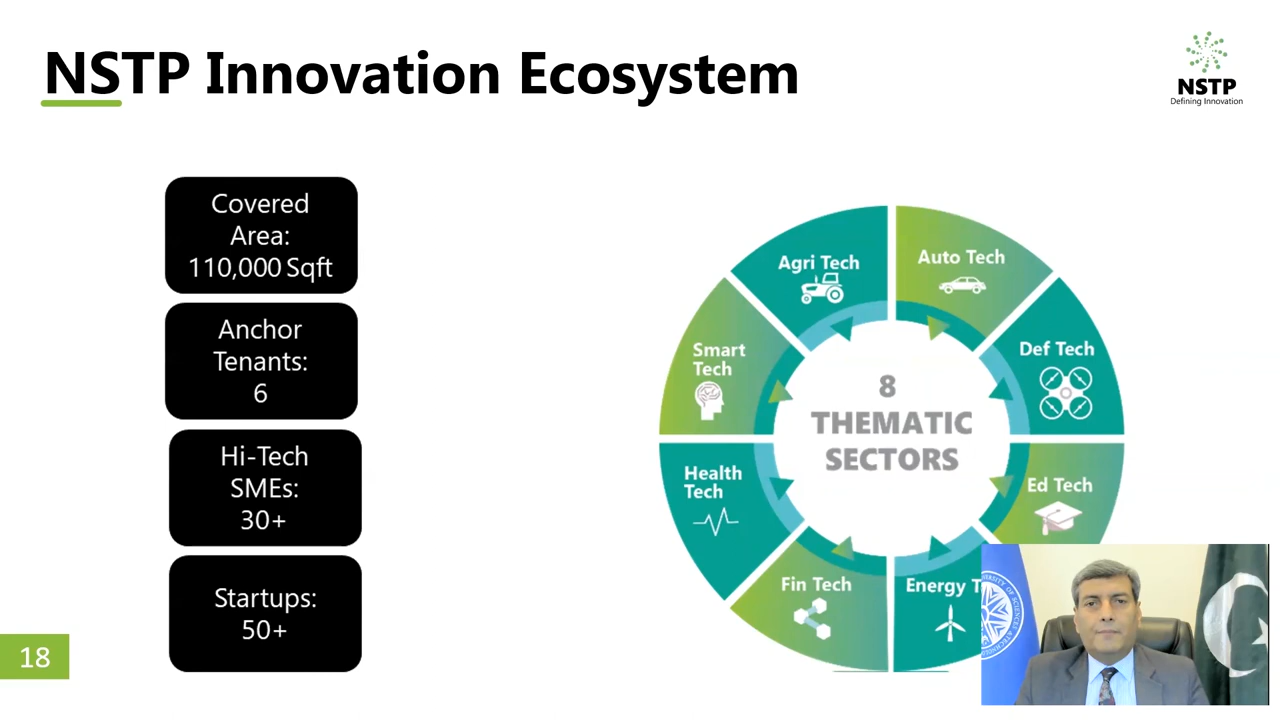 NSTP Innovation Ecosystem
NSTP
Defining Innovation
Covered
Area:
110,000 Sqft
Anchor
Tenants:
6
Hi-Tech
SMEs:
30+
Startups:
50+
Agri Tech
Auto Tech
Smart
Tech
Def Tech
8
THEMATIC
SECTORS
Health
Tech
Ed Tech
Fin Tech
Energy T
18